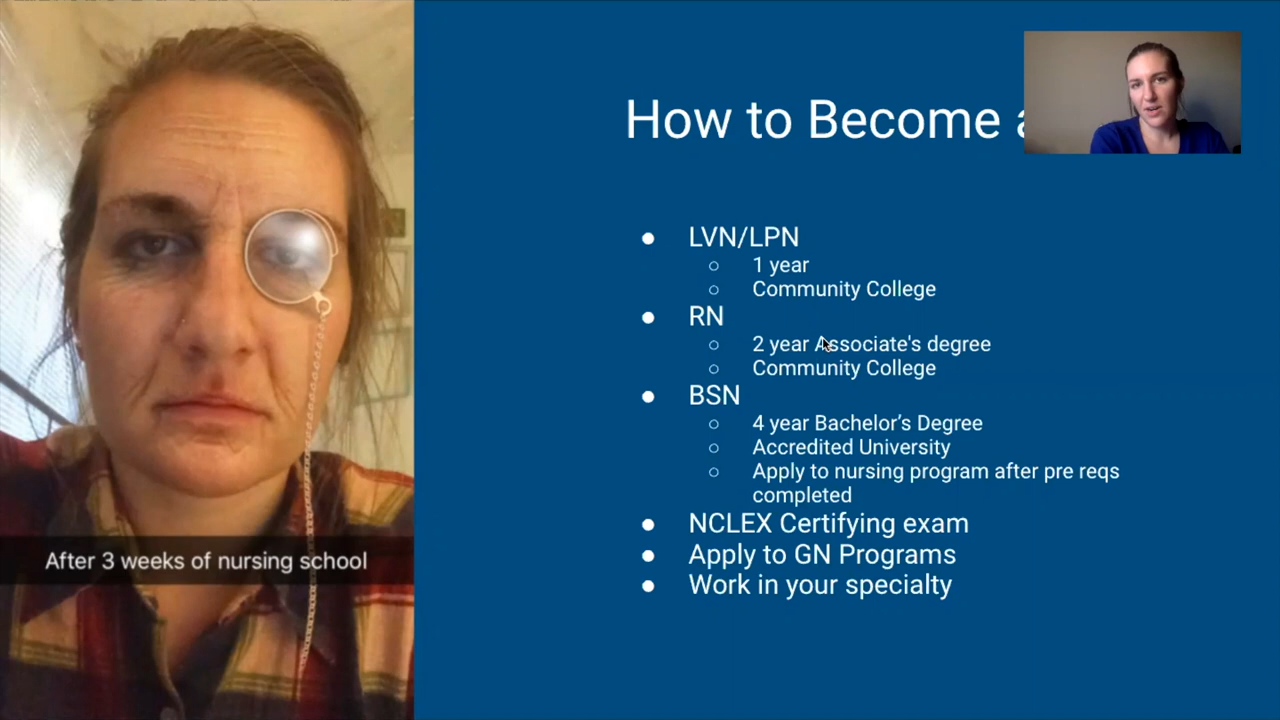 How to Become
LVN/LPN
1 year
Community College
RN
2 year Associate's degree
Community College
BSN
4 year Bachelor’s Degree
Accredited University
Apply to nursing program after pre reqs
completed
NCLEX Certifying exam
Apply to GN Programs
Work in your specialty
After 3 weeks of nursing school